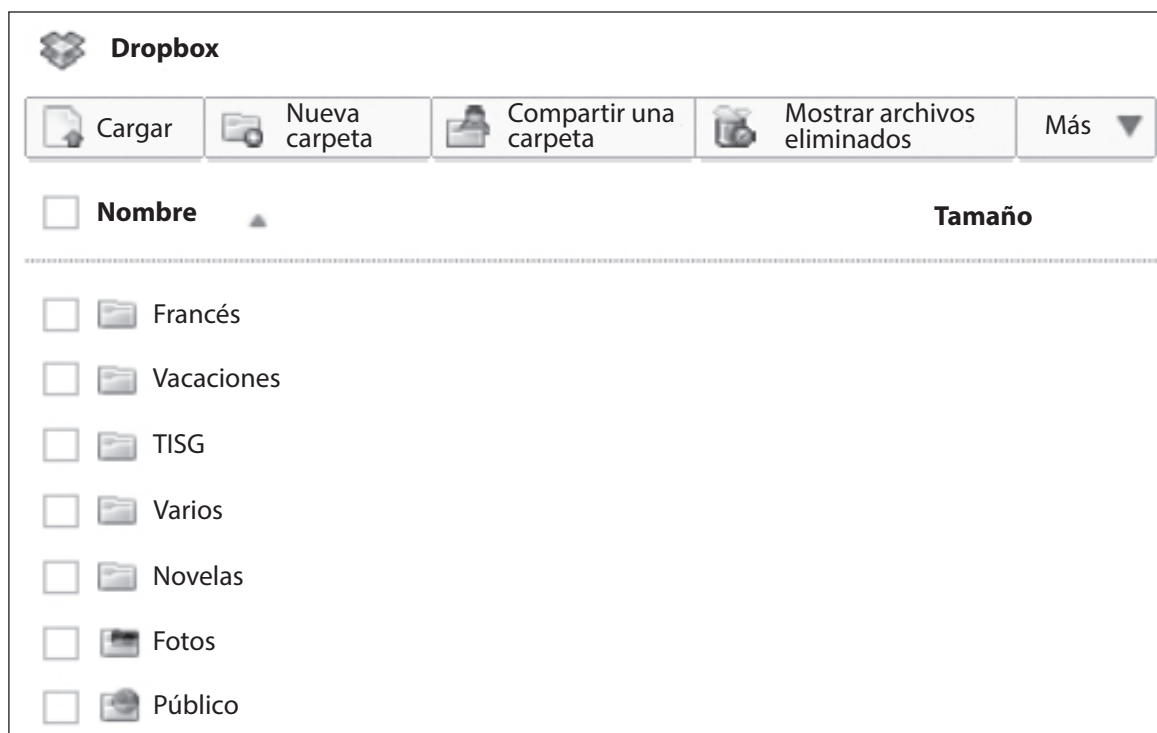 Dropbox
Cargar
Nueva
carpeta
Compartir una
carpeta
Mostrar archivos
eliminados
Más
Nombre
Tamaño
Francés
Vacaciones
TISG
Varios
Novelas
Fotos
Público